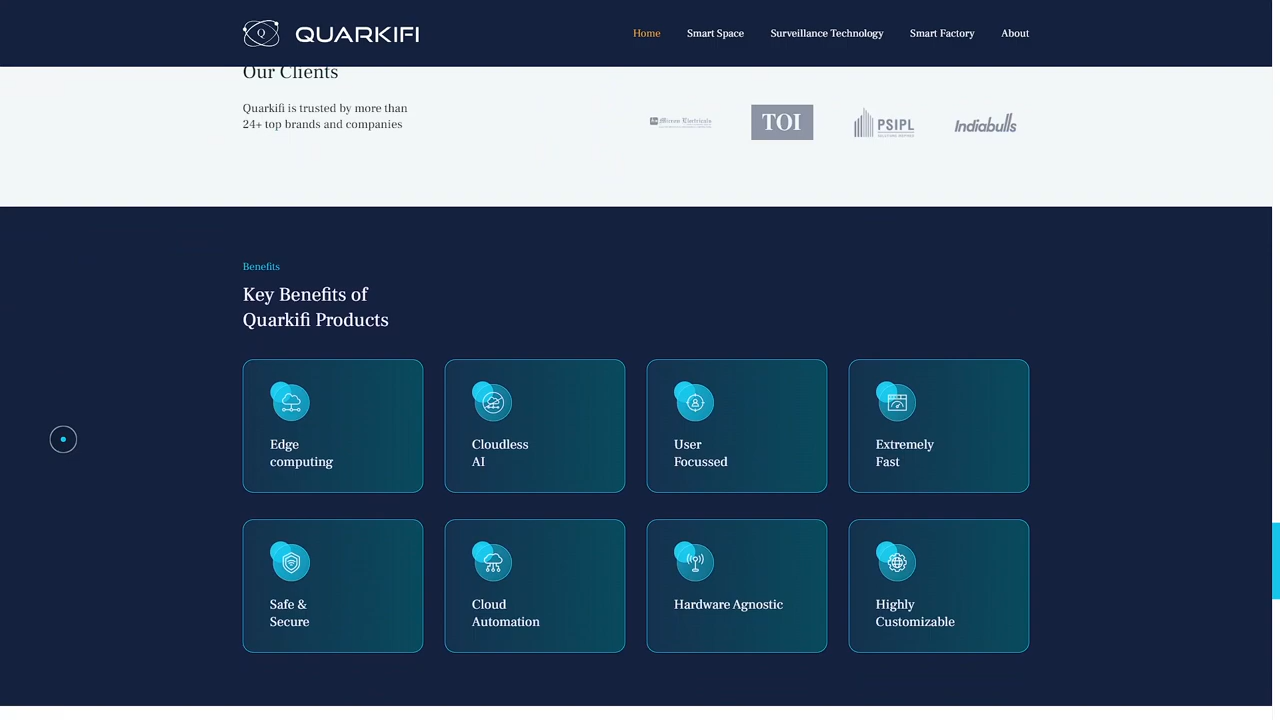 Q QUARKIFI
Home Smart Space Surveillance Technology Smart Factory About
Our Clients
Quarkifi is trusted by more than
24+ top brands and companies
Mirron Electricals
TOI
PSIPL
Indiabulls
Benefits
Key Benefits of
Quarkifi Products
Edge
computing
Cloudless
AI
User
Focussed
Extremely
Fast
Safe &
Secure
Cloud
Automation
Hardware Agnostic
Highly
Customizable